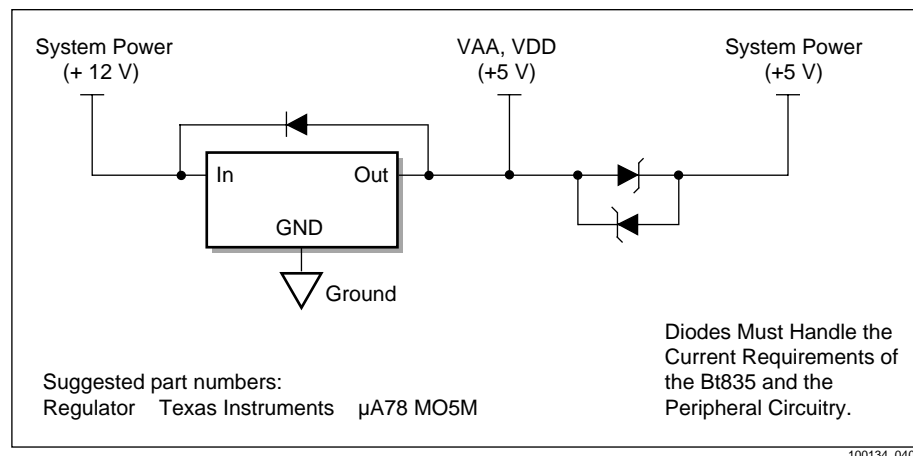 System Power
(+ 12 V)
VAA, VDD
(+5 V)
System Power
(+5 V)
In
Out
GND
Ground
Diodes Must Handle the
Current Requirements of
the Bt835 and the
Peripheral Circuitry.
Suggested part numbers:
Regulator Texas Instruments µA78 MO5M
100134_040